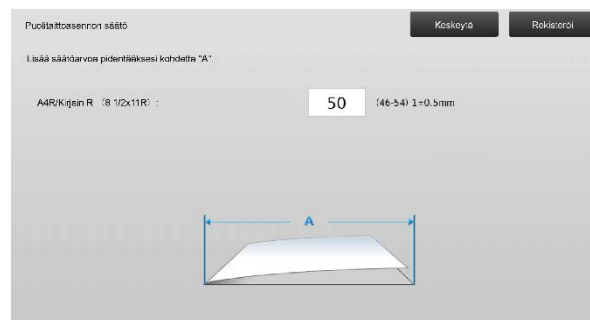 Puolitaittoasennon säätö
Keskeytä
Rekisteröi
Lisää säätöarvoa pidentääksesi kohdetta "A".
A4R/Kirjain R (8 1/2x11R) :
50
(46-54) 1=0.5mm
A